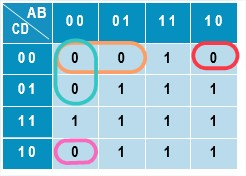 AB
CD
00 01 11 10
00 0 0 1 0
01 0 1 1 1
11 1 1 1 1
10 0 1 1 1